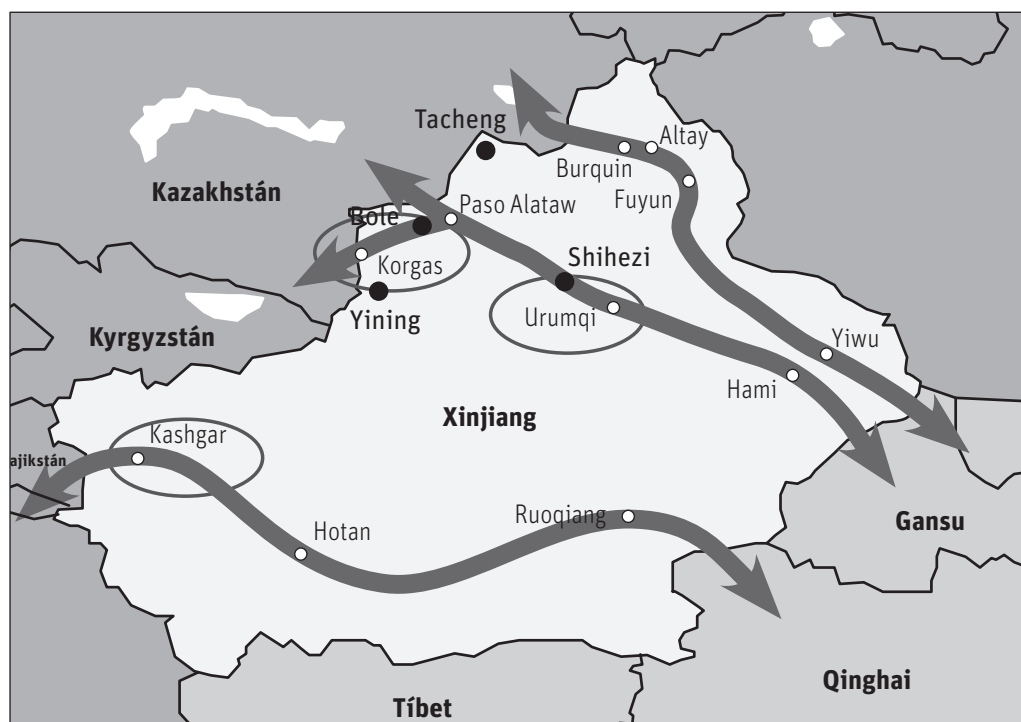 Tacheng
Altay
Burquin
Fuyun
Kazakhstán
Paso Alataw
Bole
Korgas
Shihezi
Urumqi
Yining
Kyrgyzstán
Yiwu
Hami
Xinjiang
Kashgar
ajikstán
Ruoqiang
Gansu
Hotan
Qinghai
Tíbet